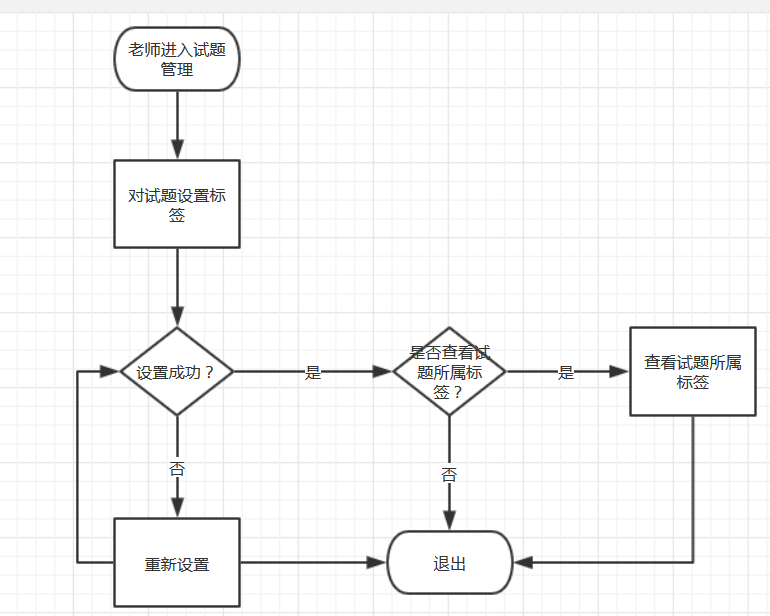 老师进入试题
管理
对试题设置标
签
设置成功？
是
是否查看试
题所属标
签？
是
查看试题所属
标签
否
否
重新设置
退出